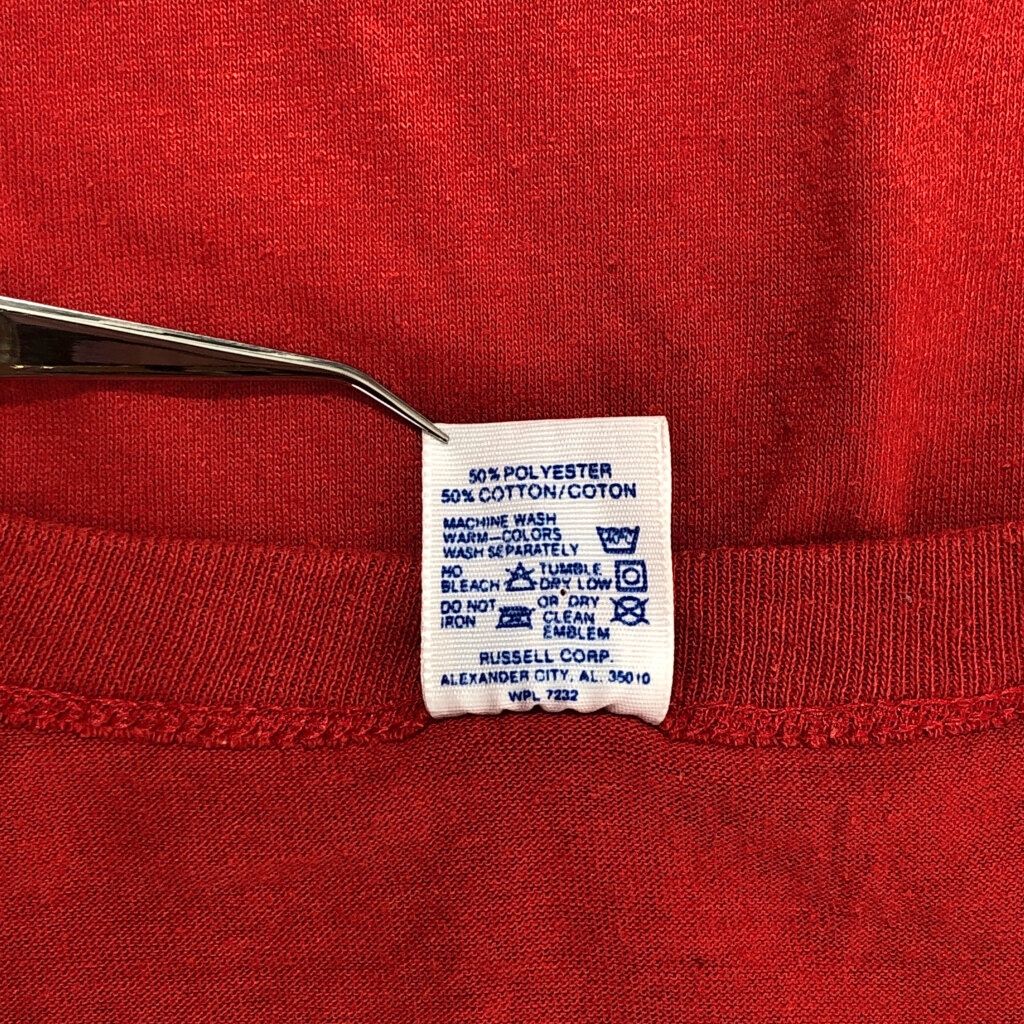 50% POLYESTER
50% COTTON/COTON
MACHINE WASH
WARM—COLORS
WASH SEPARATELY
NO BLEACH
TUMBLE DRY LOW
DO NOT IRON
OR DRY CLEAN EMBLEM
RUSSELL CORP.
ALEXANDER CITY, AL. 35010
WPL 7232